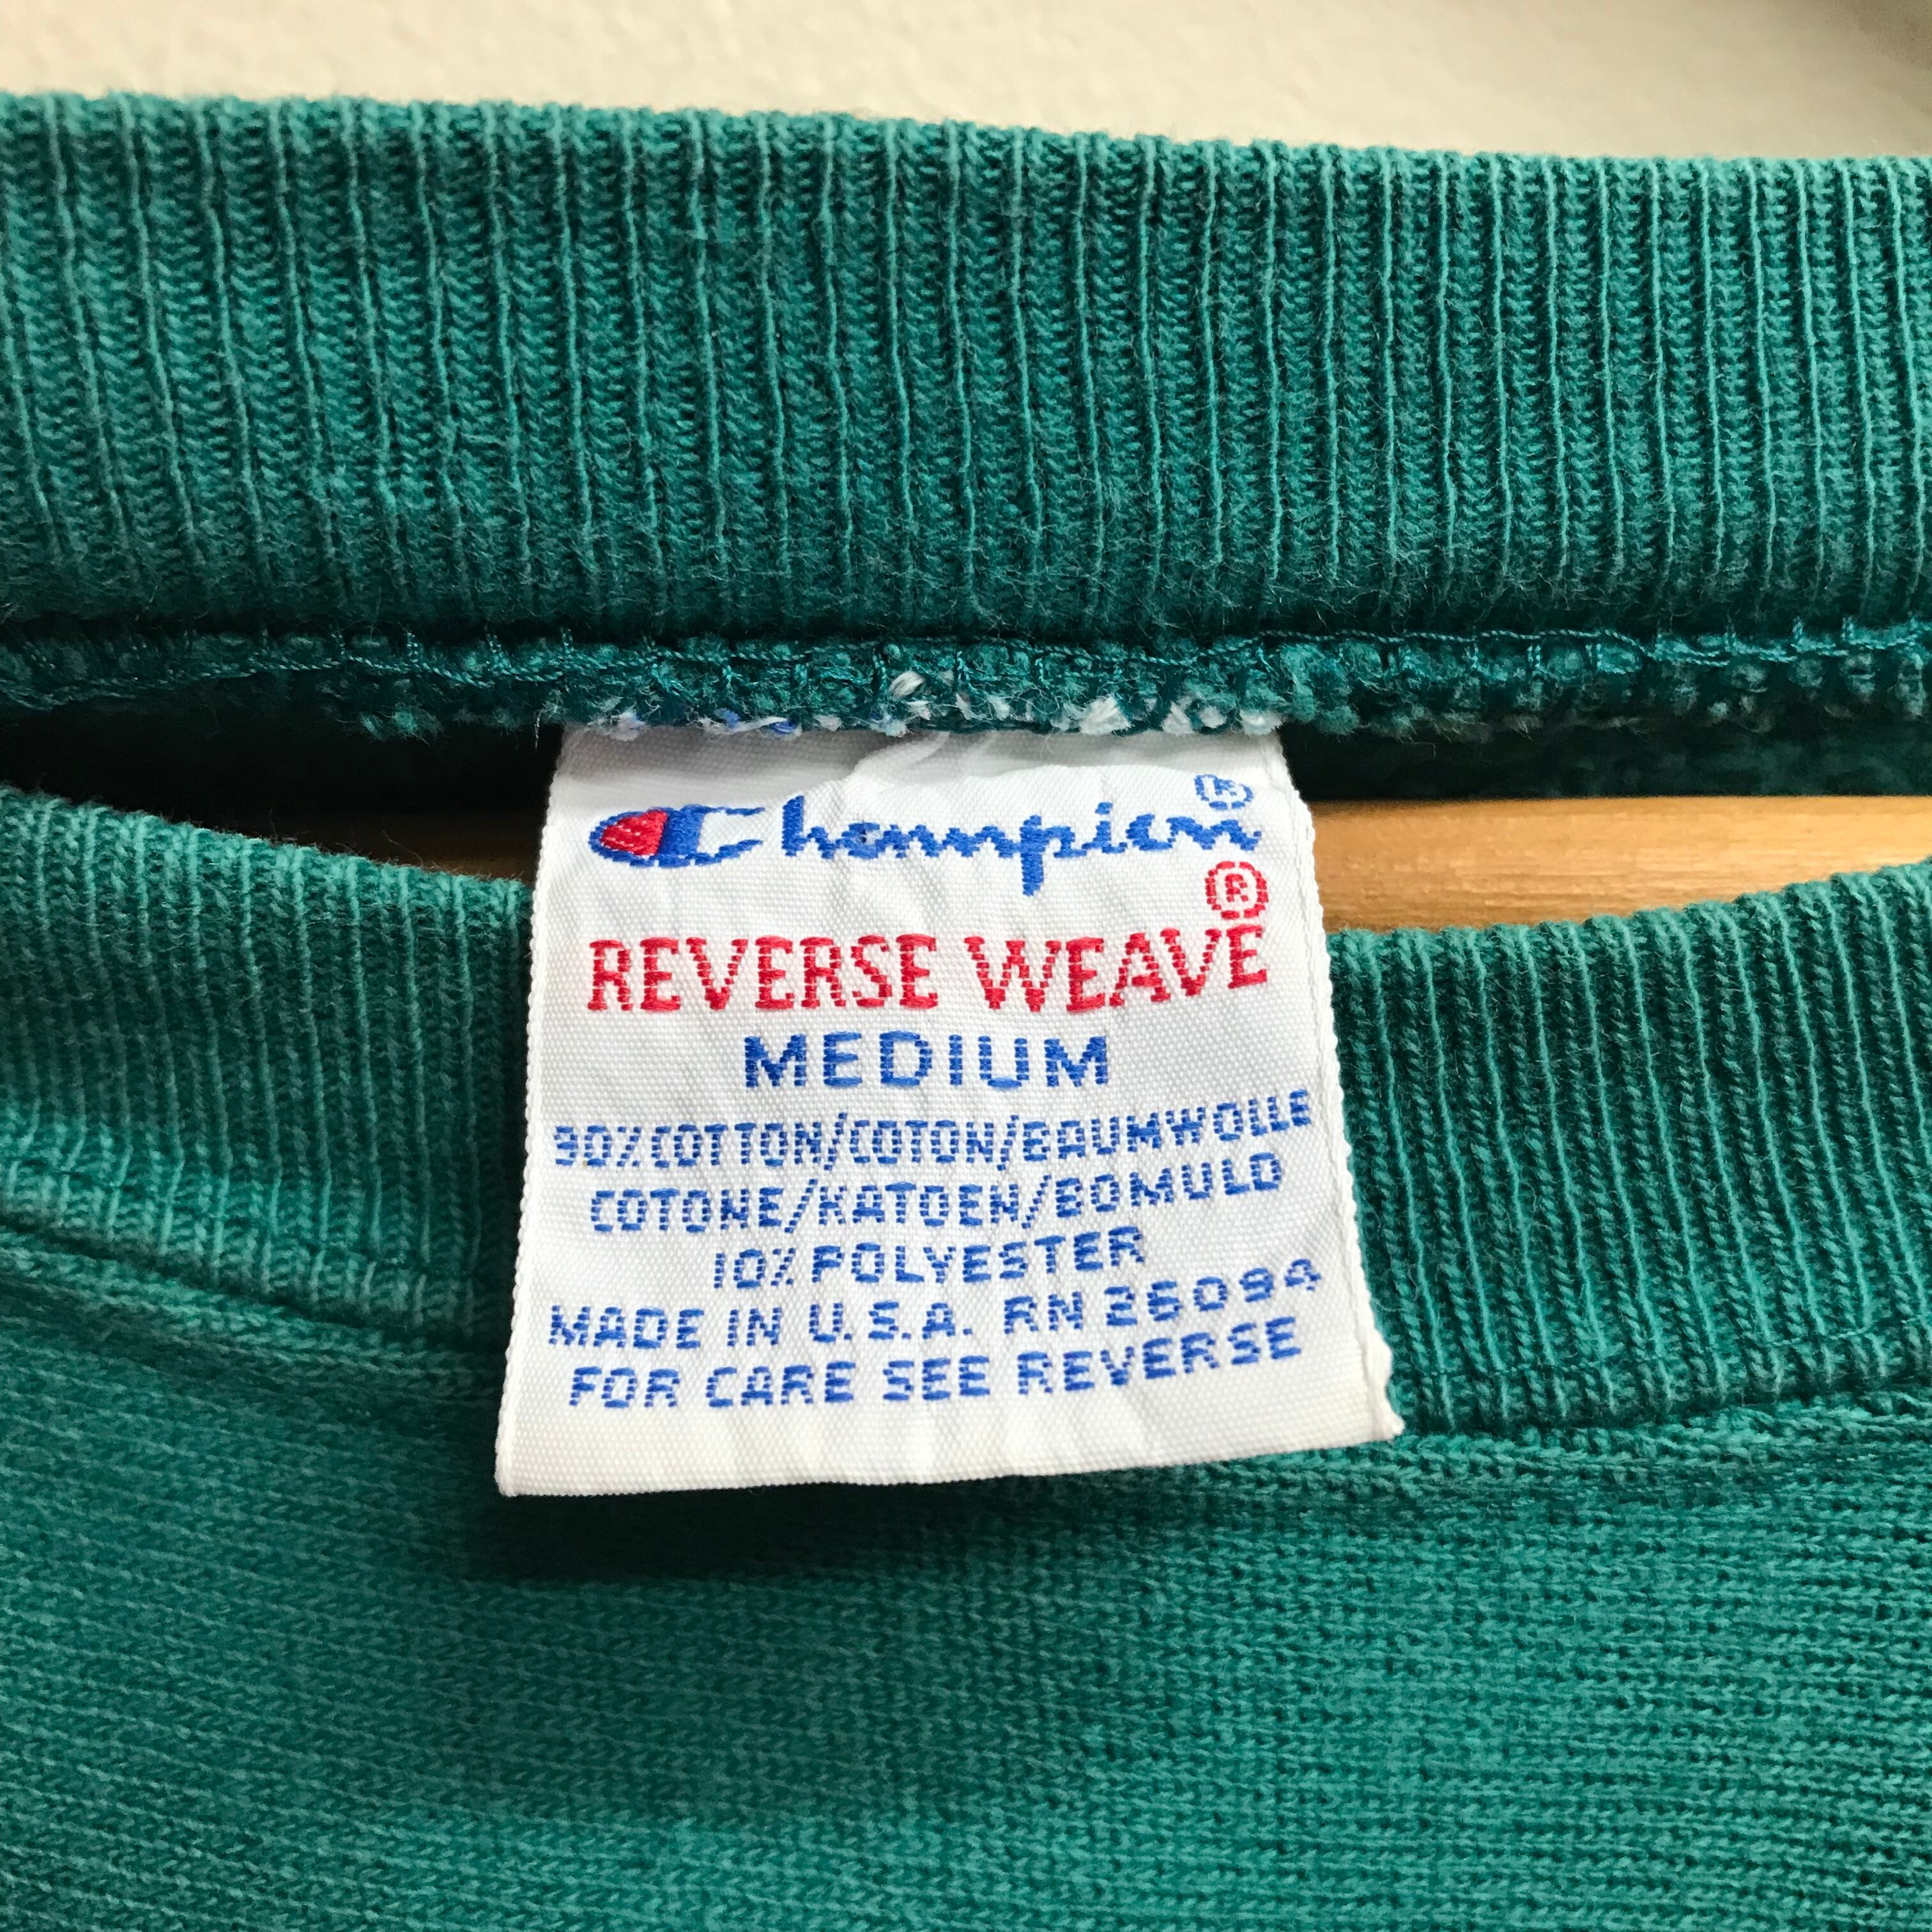 Champion®
REVERSE WEAVE®
MEDIUM
90% COTTON/COTON/BAUMWOLLE
COTONE/KATOEN/BOMULD
10% POLYESTER
MADE IN U.S.A. RN 26094
FOR CARE SEE REVERSE